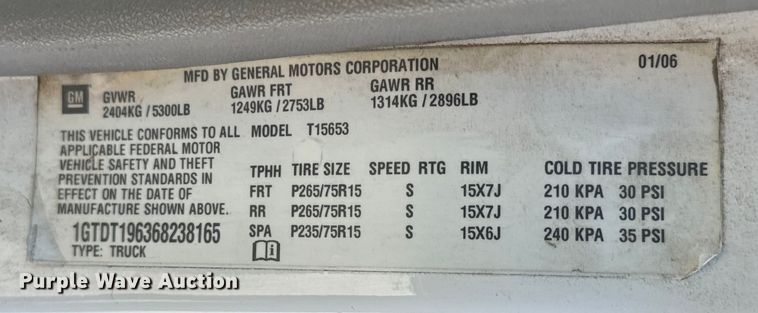 MFD BY GENERAL MOTORS CORPORATION 01/06
GM GVWR GAWR FRT GAWR RR
2404KG / 5300LB 1249KG / 2753LB 1314KG / 2896LB
THIS VEHICLE CONFORMS TO ALL MODEL T15653
APPLICABLE FEDERAL MOTOR
VEHICLE SAFETY AND THEFT TPHH TIRE SIZE SPEED RTG RIM COLD TIRE PRESSURE
PREVENTION STANDARDS IN
EFFECT ON THE DATE OF FRT P265/75R15 S 15X7J 210 KPA 30 PSI
MANUFACTURE SHOWN ABOVE. RR P265/75R15 S 15X7J 210 KPA 30 PSI
1GTDT196368238165 SPA P235/75R15 S 15X6J 240 KPA 35 PSI
TYPE: TRUCK
Purple Wave Auction